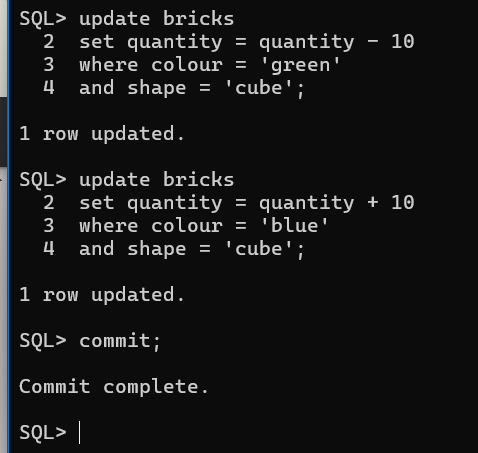 SQL> update bricks
  2  set quantity = quantity - 10
  3  where colour = 'green'
  4  and shape = 'cube';
1 row updated.
SQL> update bricks
  2  set quantity = quantity + 10
  3  where colour = 'blue'
  4  and shape = 'cube';
1 row updated.
SQL> commit;
Commit complete.
SQL>